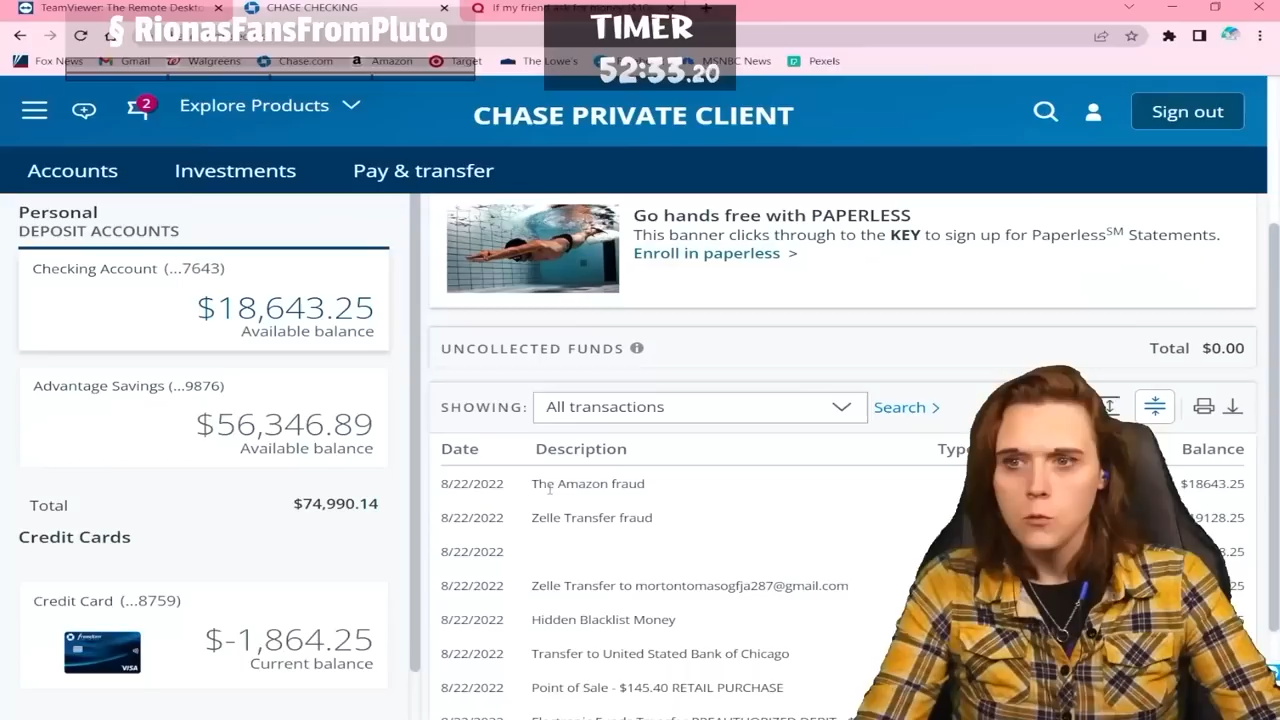 TeamViewer: The Remote Deskto
CHASE CHECKING
If my friend ask for money
§ RionasFansFromPluto
TIMER
52:33.20
Fox News
Gmail
Walgreens
Chase.com
Amazon
Target
The Lowe's
MSNBC News
Pexels
2
Explore Products
CHASE PRIVATE CLIENT
Sign out
Accounts
Investments
Pay & transfer
Personal
DEPOSIT ACCOUNTS
Checking Account (...7643)
$18,643.25
Available balance
Advantage Savings (...9876)
$56,346.89
Available balance
Total $74,990.14
Credit Cards
Credit Card (...8759)
freedom
VISA
$-1,864.25
Current balance
Go hands free with PAPERLESS
This banner clicks through to the KEY to sign up for Paperless℠ Statements.
Enroll in paperless >
UNCOLLECTED FUNDS
Total $0.00
SHOWING: All transactions Search >
Date Description Balance
8/22/2022 The Amazon fraud $18643.25
8/22/2022 Zelle Transfer fraud 9128.25
8/22/2022
8/22/2022 Zelle Transfer to mortontomasogfja287@gmail.com
8/22/2022 Hidden Blacklist Money
8/22/2022 Transfer to United Stated Bank of Chicago
8/22/2022 Point of Sale - $145.40 RETAIL PURCHASE